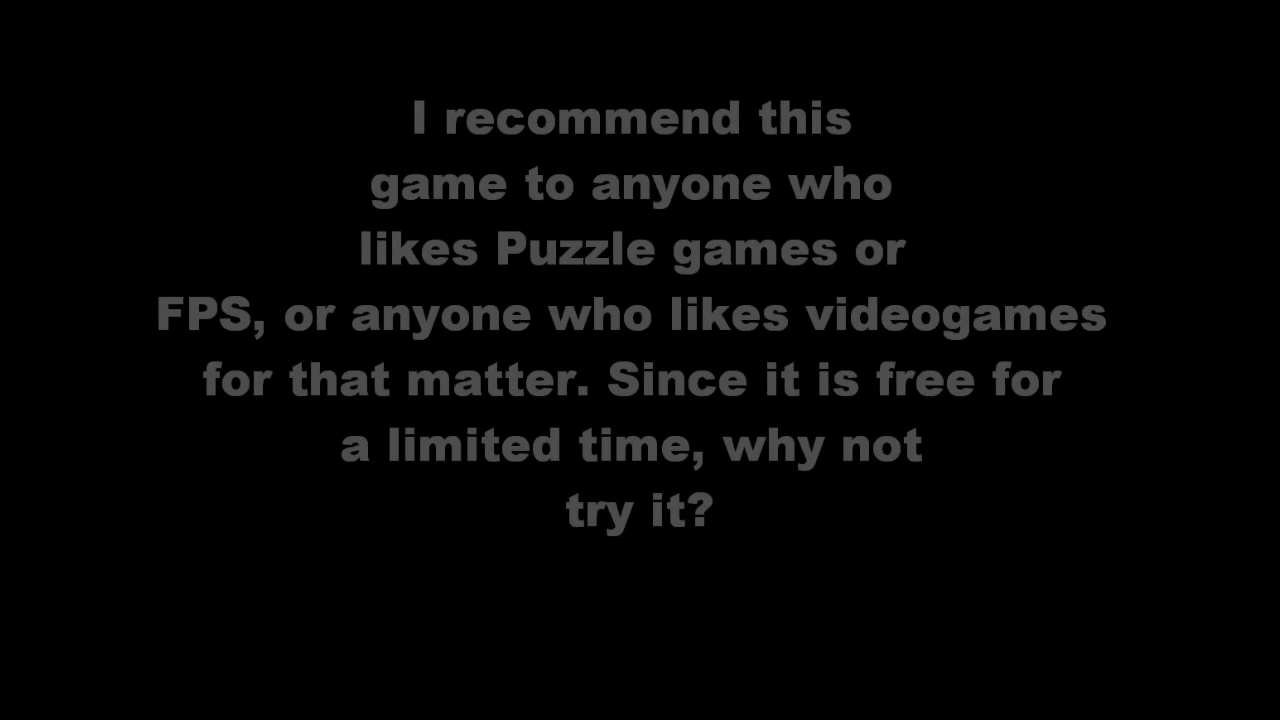 I recommend this
game to anyone who
likes Puzzle games or
FPS, or anyone who likes videogames
for that matter. Since it is free for
a limited time, why not
try it?